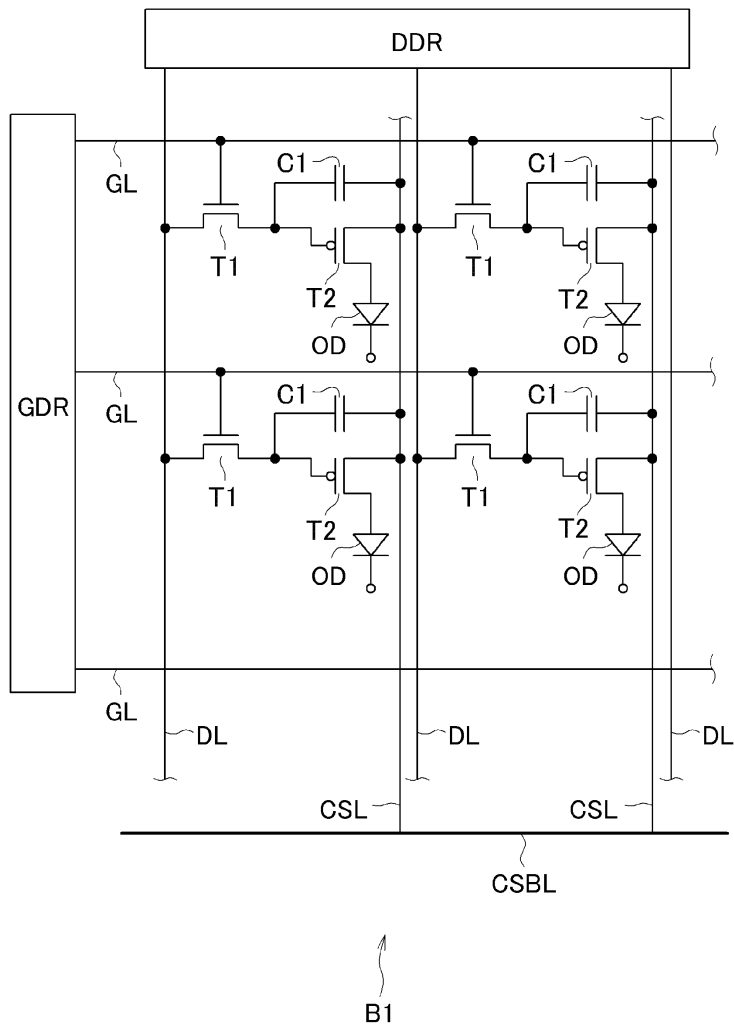 DDR
GL
C1
C1
T1
T1
T2
T2
OD
OD
GDR
GL
C1
C1
T1
T1
T2
T2
OD
OD
GL
DL
DL
DL
CSL
CSL
CSBL
B1